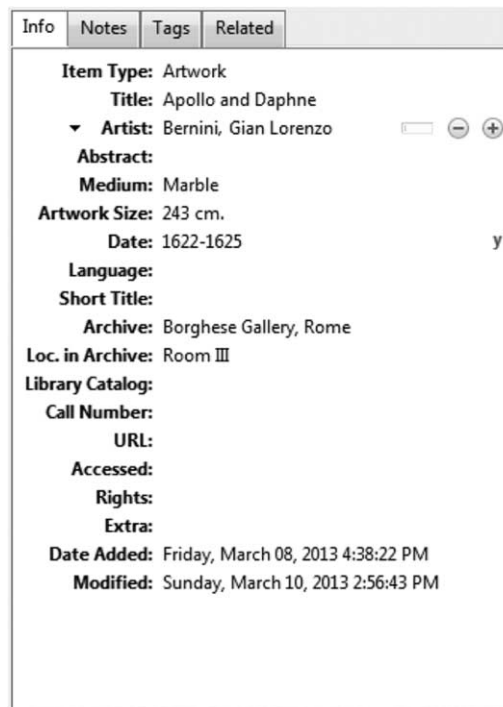 Info Notes Tags Related
Item Type: Artwork
Title: Apollo and Daphne
Artist: Bernini, Gian Lorenzo
Abstract:
Medium: Marble
Artwork Size: 243 cm.
Date: 1622-1625 y
Language:
Short Title:
Archive: Borghese Gallery, Rome
Loc. in Archive: Room III
Library Catalog:
Call Number:
URL:
Accessed:
Rights:
Extra:
Date Added: Friday, March 08, 2013 4:38:22 PM
Modified: Sunday, March 10, 2013 2:56:43 PM